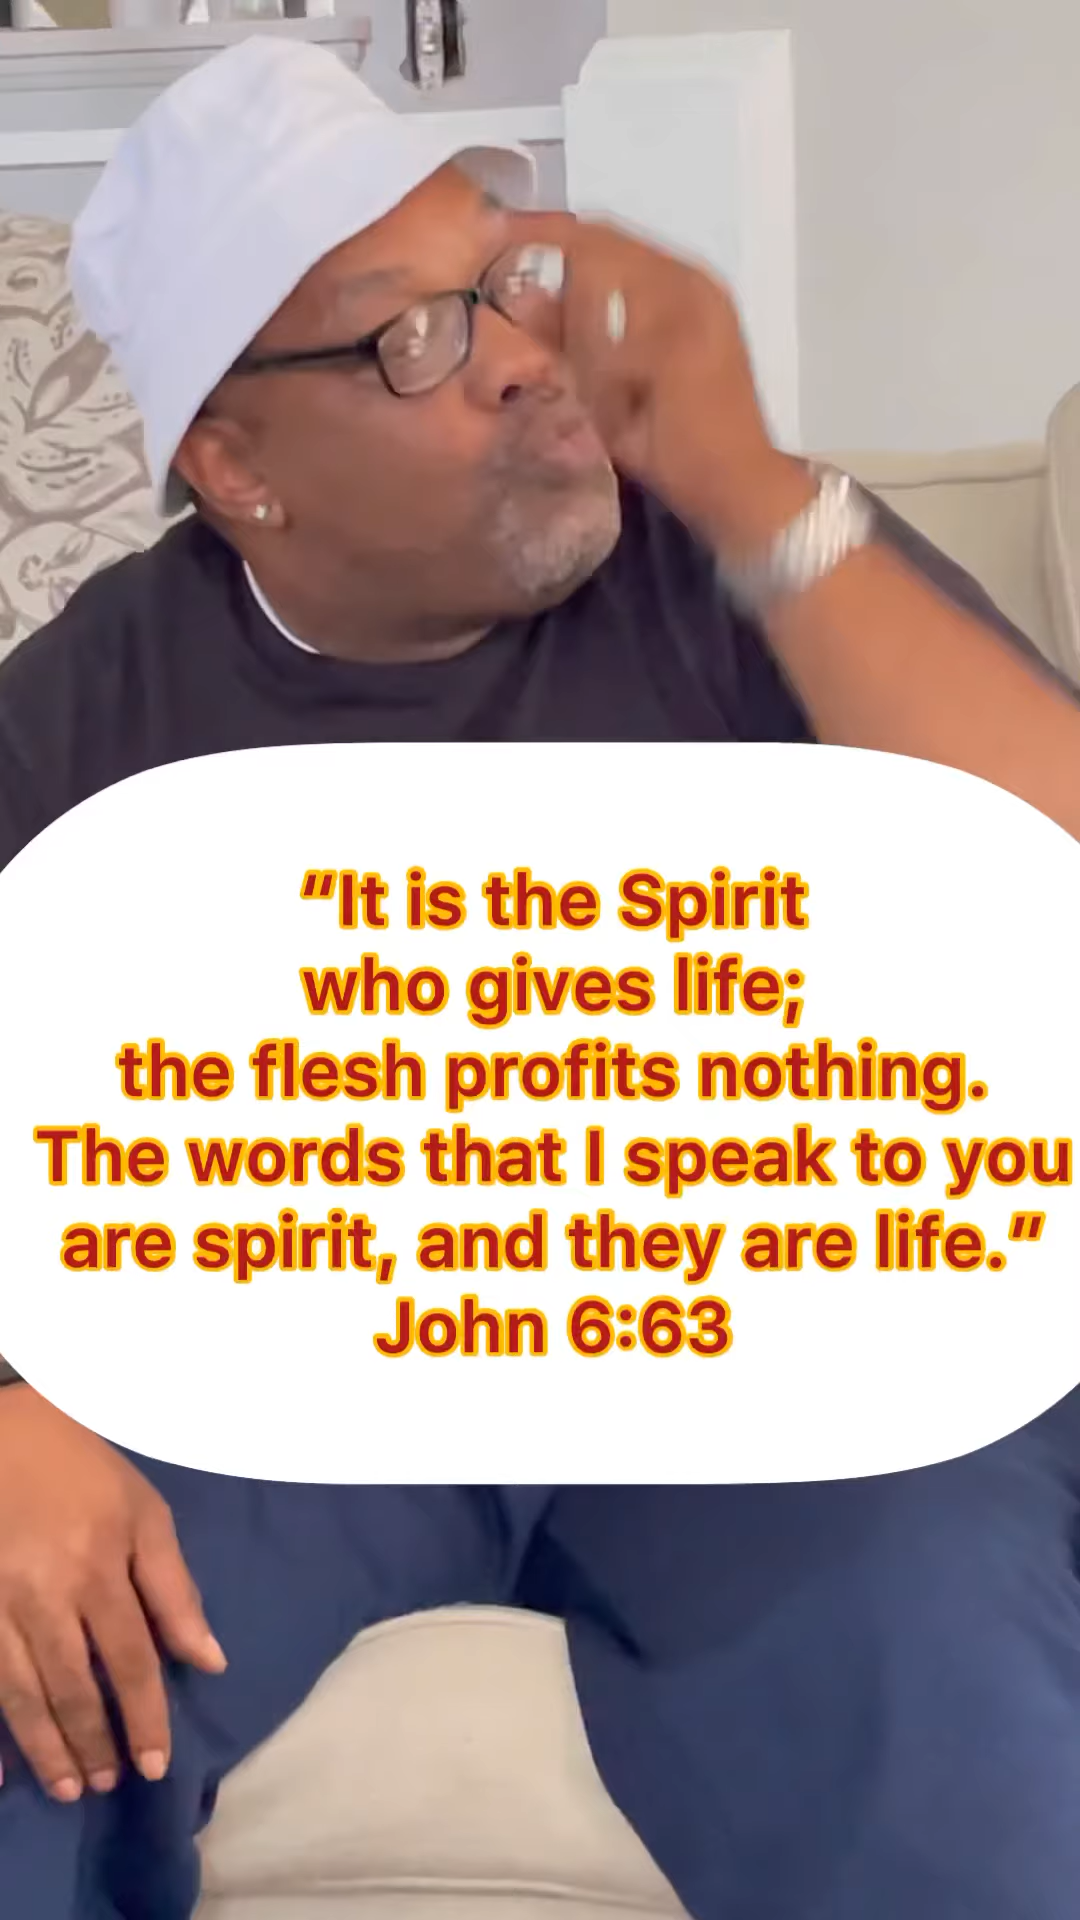 "It is the Spirit
who gives life;
the flesh profits nothing.
The words that I speak to you
are spirit, and they are life."
John 6:63